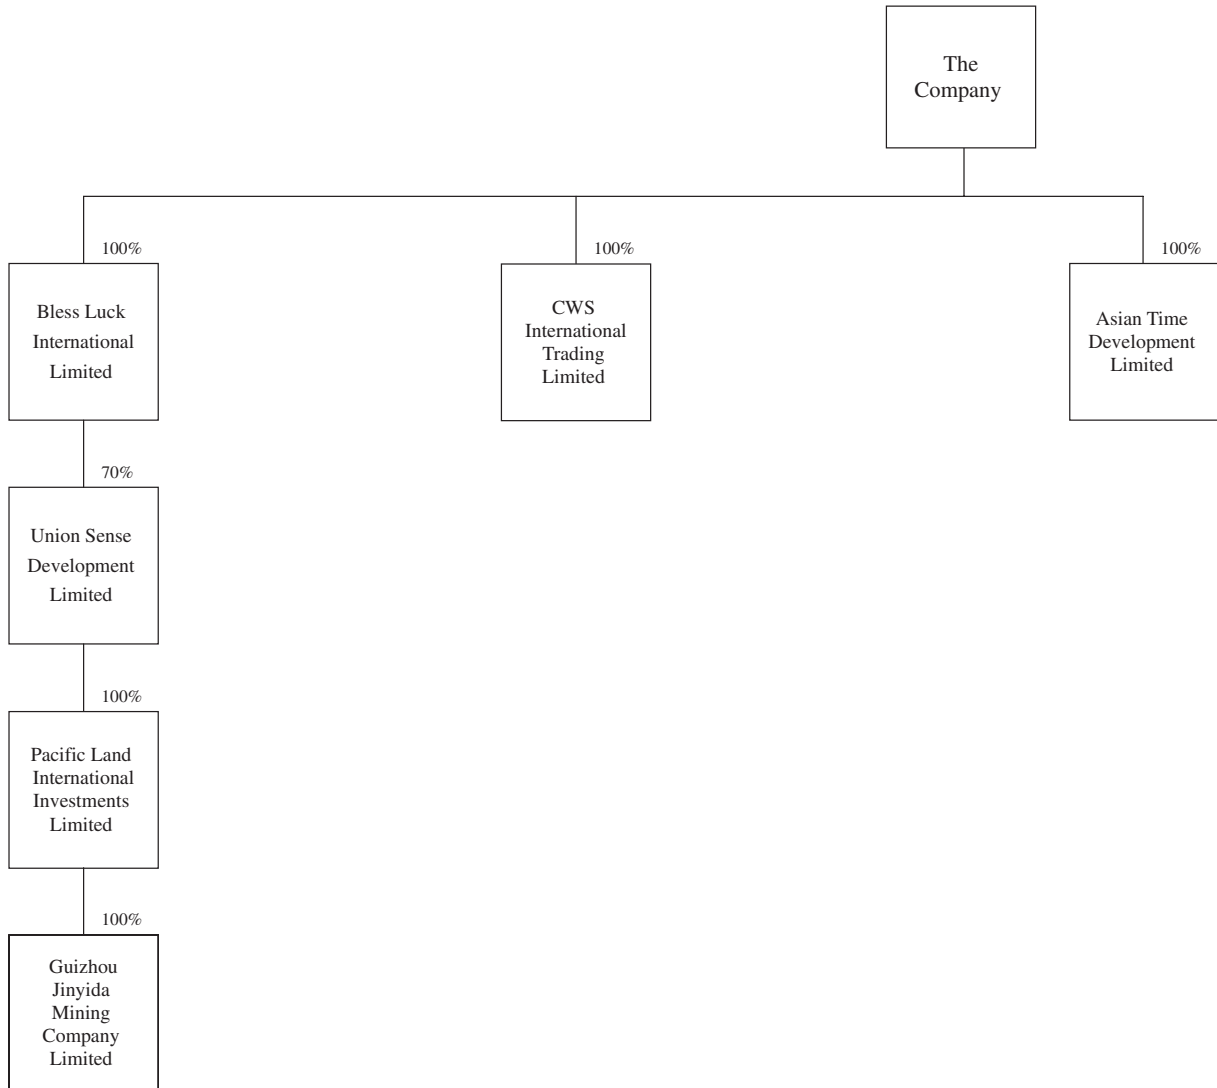 The
Company
100%
100%
100%
Bless Luck
International
Limited
CWS
International
Trading
Limited
Asian Time
Development
Limited
70%
Union Sense
Development
Limited
100%
Pacific Land
International
Investments
Limited
100%
Guizhou
Jinyida
Mining
Company
Limited